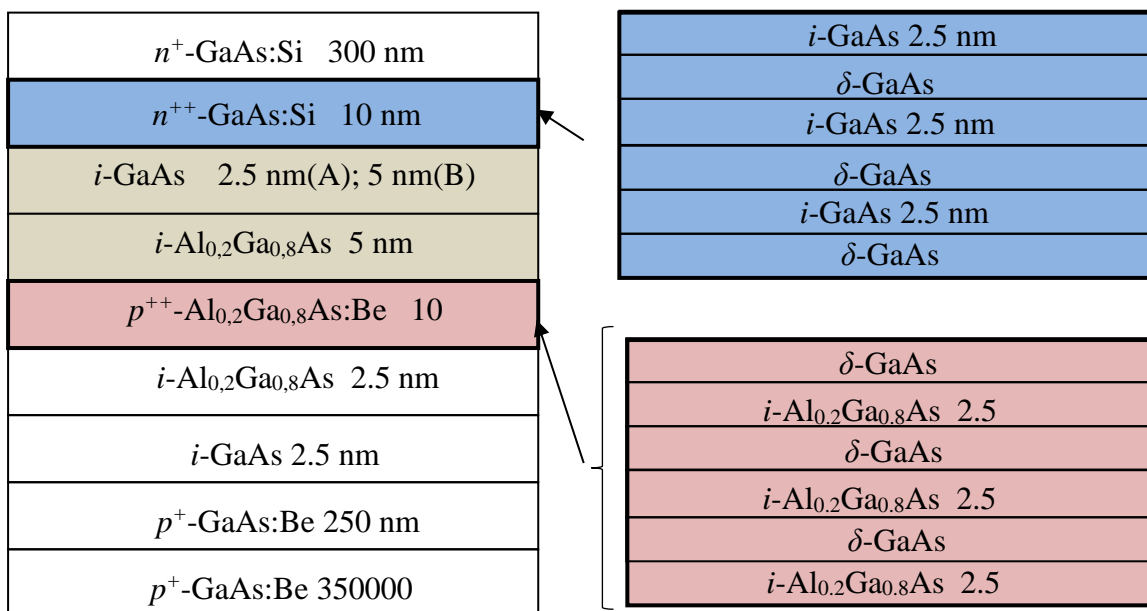 n⁺-GaAs:Si 300 nm
n⁺⁺-GaAs:Si 10 nm
i-GaAs 2.5 nm(A); 5 nm(B)
i-Al₀,₂Ga₀,₈As 5 nm
p⁺⁺-Al₀,₂Ga₀,₈As:Be 10
i-Al₀,₂Ga₀,₈As 2.5 nm
i-GaAs 2.5 nm
p⁺-GaAs:Be 250 nm
p⁺-GaAs:Be 350000
i-GaAs 2.5 nm
δ-GaAs
i-GaAs 2.5 nm
δ-GaAs
i-GaAs 2.5 nm
δ-GaAs
δ-GaAs
i-Al₀.₂Ga₀.₈As 2.5
δ-GaAs
i-Al₀.₂Ga₀.₈As 2.5
δ-GaAs
i-Al₀.₂Ga₀.₈As 2.5